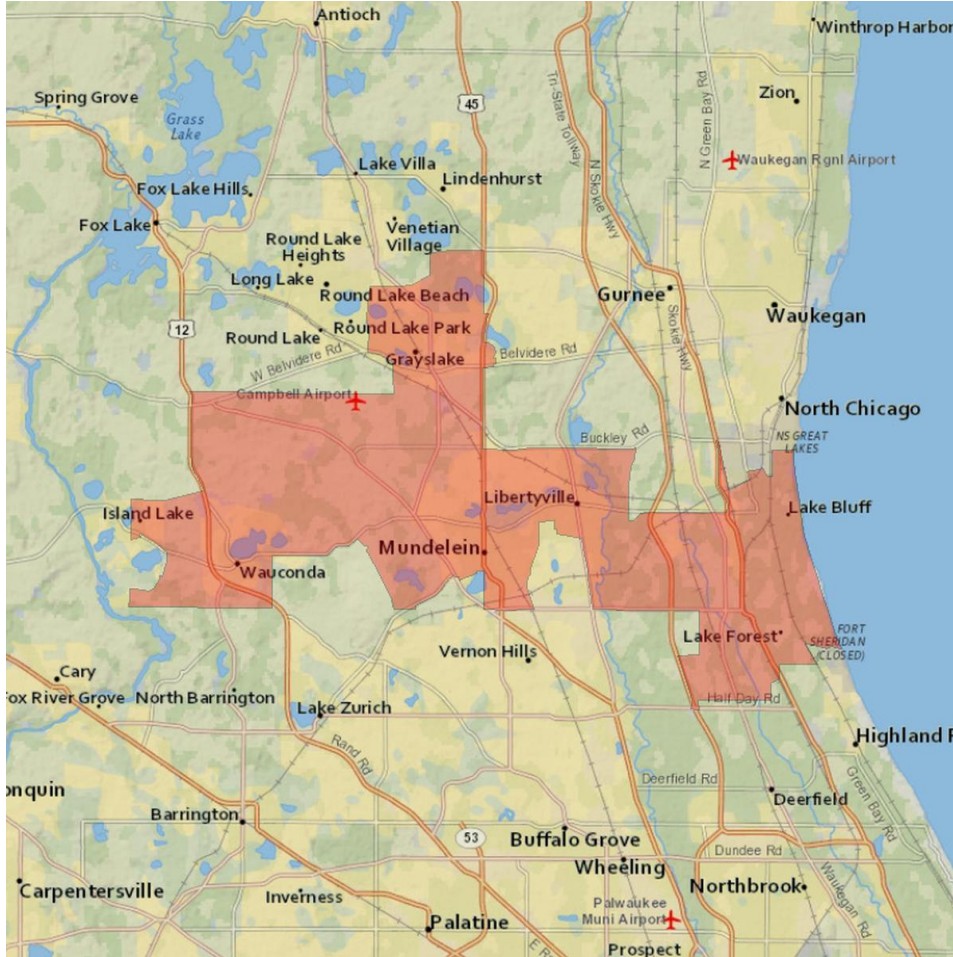 Antioch
Winthrop Harbor
45
Tri-State Tollway
N Green Bay Rd
Zion
Spring Grove
Grass
Lake
N Skokie Hwy
Waukegan Rgnl Airport
Lake Villa
Lindenhurst
Fox Lake Hills
Fox Lake
Venetian
Village
Round Lake
Heights
Long Lake
Round Lake Beach
Gurnee
Waukegan
12
Round Lake
Round Lake Park
Skokie Hwy
W Belvidere Rd
Grayslake
Belvidere Rd
Campbell Airport
North Chicago
Buckley Rd
NS GREAT
LAKES
Island Lake
Libertyville
Lake Bluff
Mundelein
Wauconda
Lake Forest
FORT
SHERIDAN
(CLOSED)
Vernon Hills
Cary
Fox River Grove
North Barrington
Half Day Rd
Lake Zurich
Rand Rd
Highland
Green Bay Rd
Deerfield Rd
onquin
Deerfield
Barrington
53
Buffalo Grove
Dundee Rd
Wheeling
Waukegan Rd
Carpentersville
Inverness
Northbrook
Palwaukee
Muni Airport
Palatine
E R
Prospect